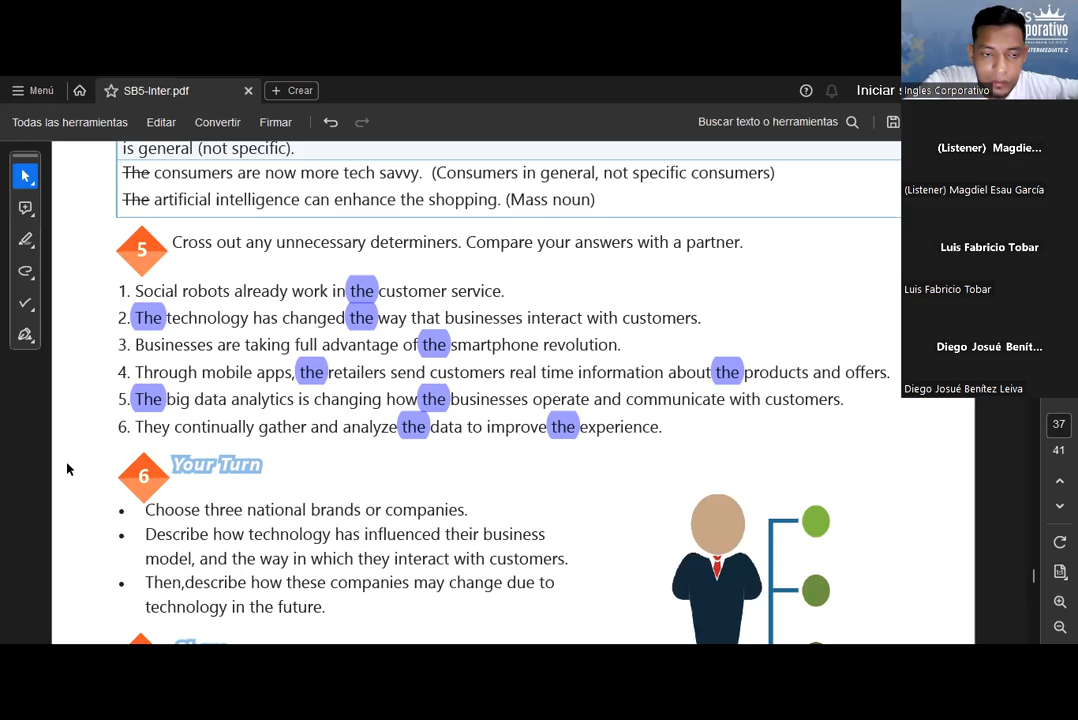 és
porativo
INTERMEDIATE 2
Ingles Corporativo
Menú
SB5-Inter.pdf
Crear
Iniciar s
Todas las herramientas
Editar
Convertir
Firmar
Buscar texto o herramientas
(Listener) Magdie...
(Listener) Magdiel Esau García
Luis Fabricio Tobar
Luis Fabricio Tobar
Diego Josué Benít...
Diego Josué Benítez Leiva
is general (not specific).
The consumers are now more tech savvy. (Consumers in general, not specific consumers)
The artificial intelligence can enhance the shopping. (Mass noun)
5 Cross out any unnecessary determiners. Compare your answers with a partner.
1. Social robots already work in the customer service.
2. The technology has changed the way that businesses interact with customers.
3. Businesses are taking full advantage of the smartphone revolution.
4. Through mobile apps, the retailers send customers real time information about the products and offers.
5. The big data analytics is changing how the businesses operate and communicate with customers.
6. They continually gather and analyze the data to improve the experience.
37
41
6 Your Turn
• Choose three national brands or companies.
• Describe how technology has influenced their business
model, and the way in which they interact with customers.
• Then,describe how these companies may change due to
technology in the future.